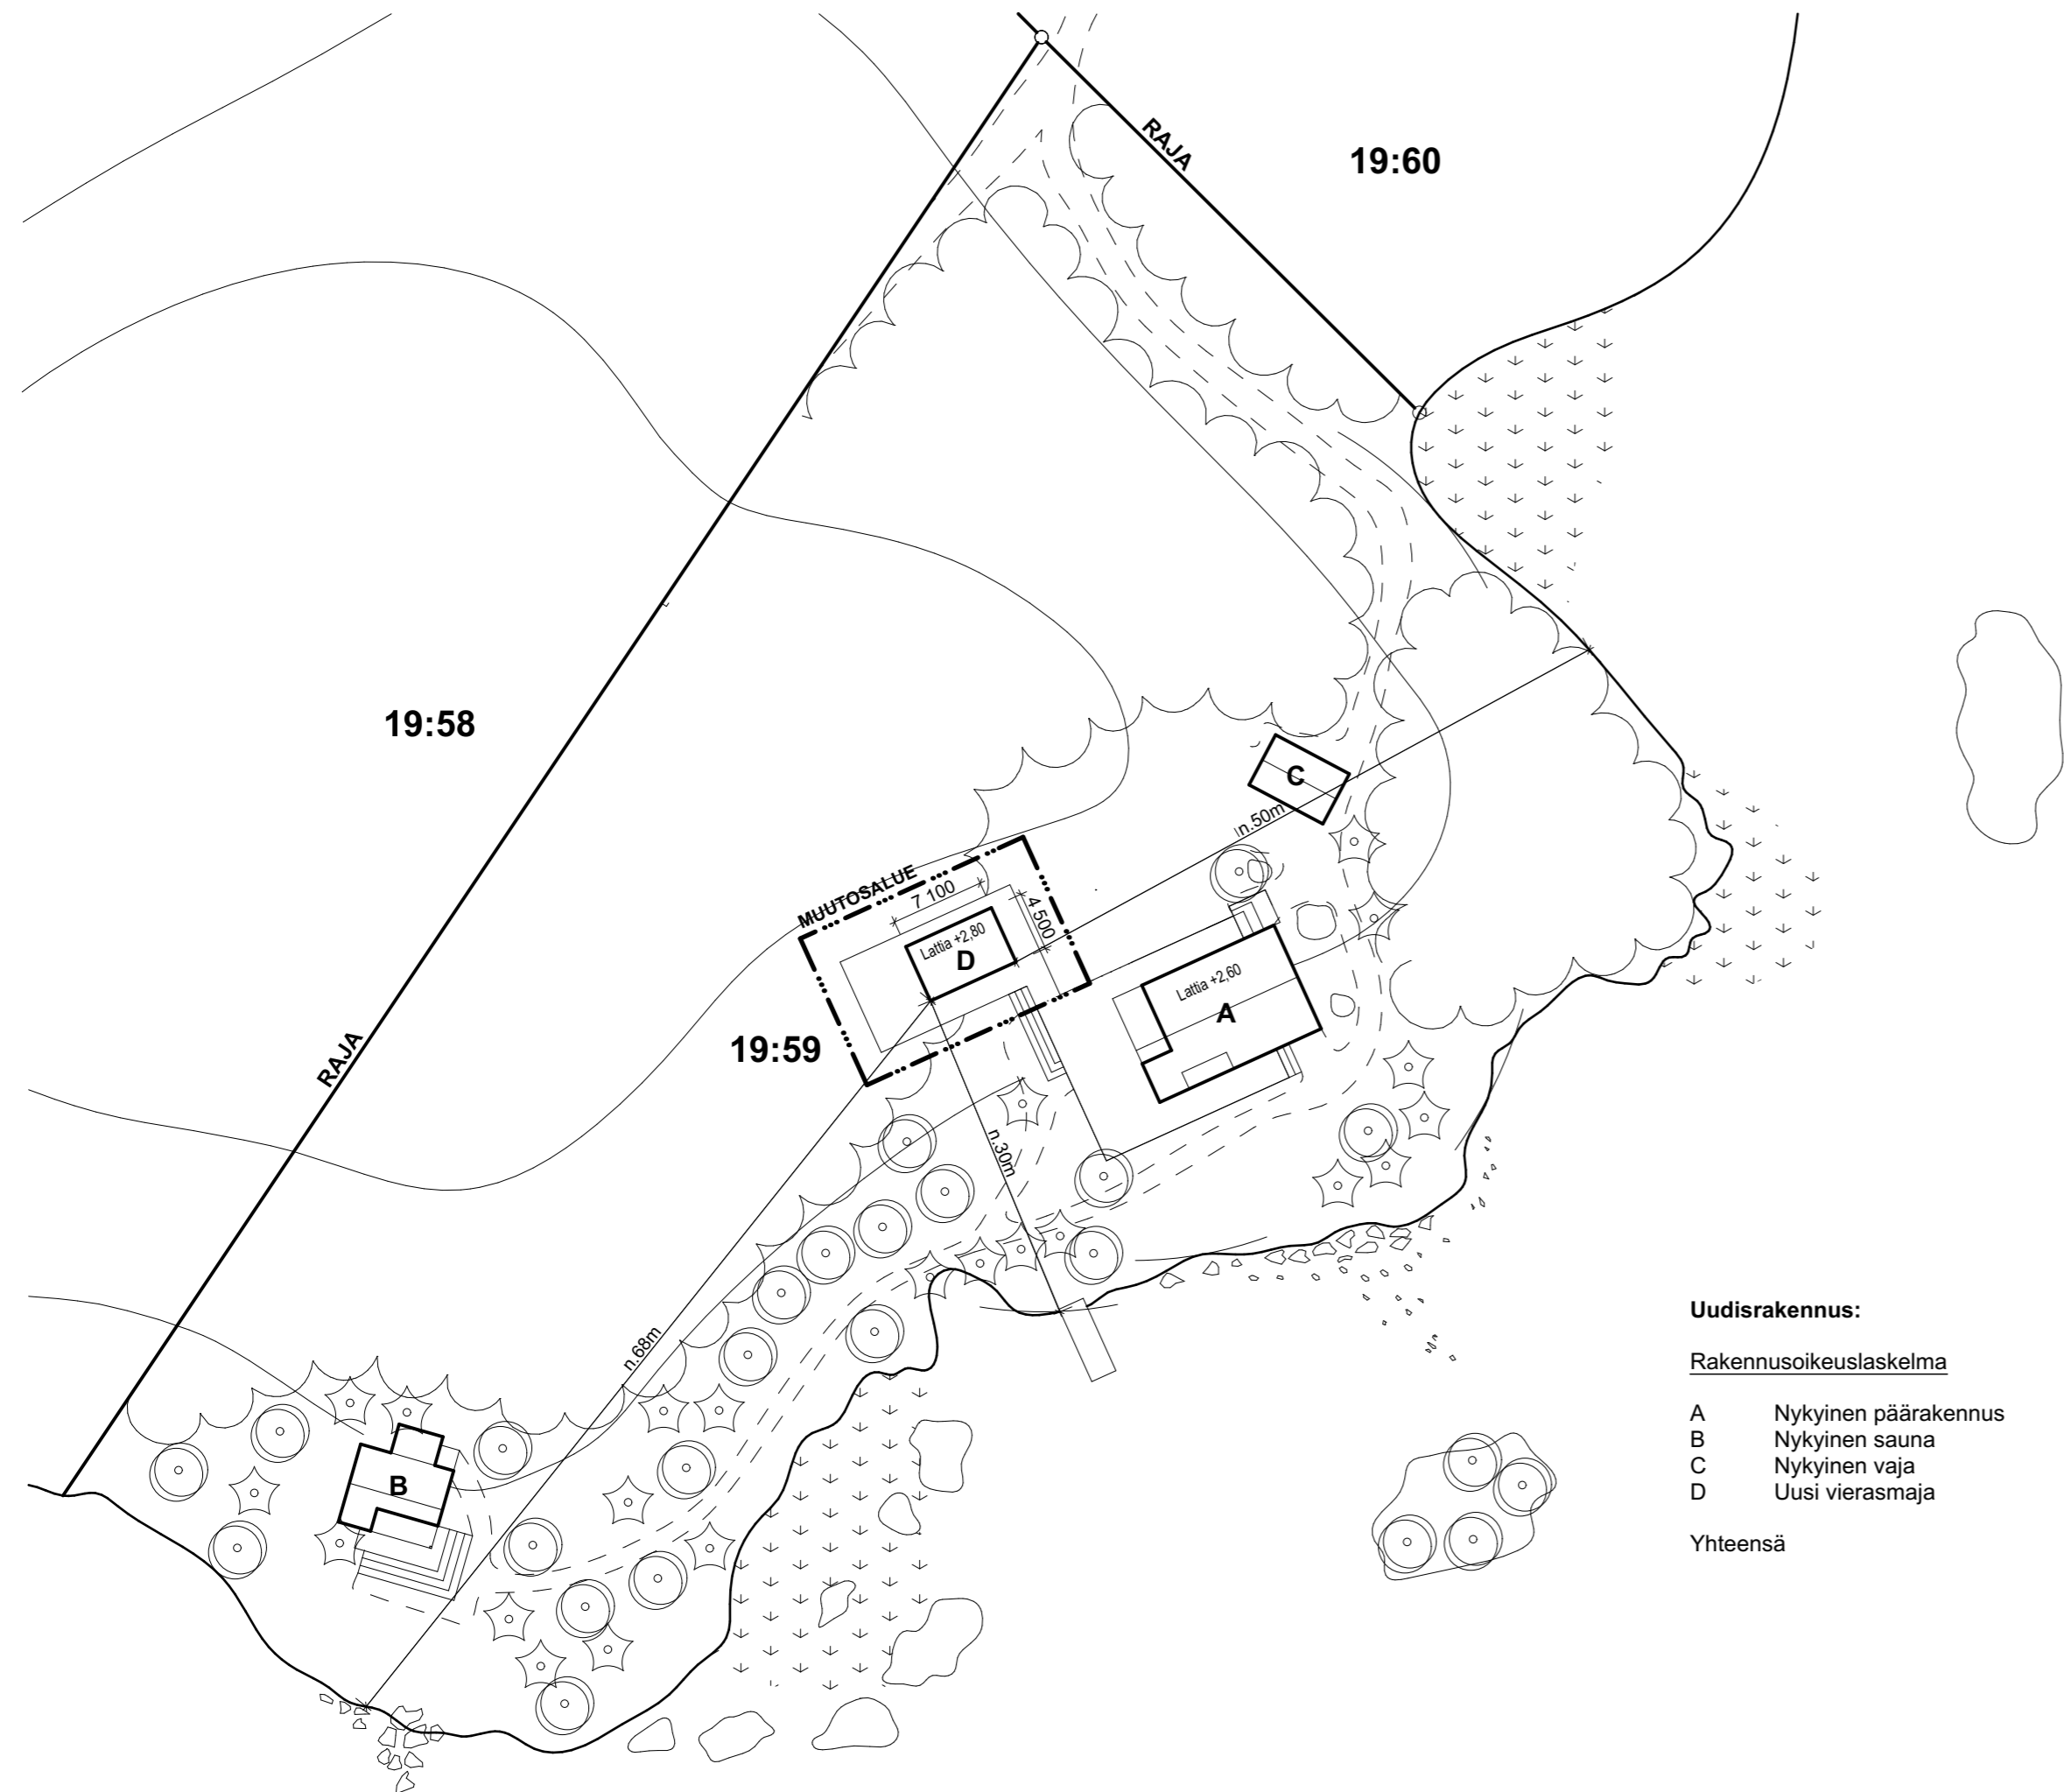 RAJA
19:60
19:58
C
n.50m
MUUTOSALUE
7 100
4 500
Lattia +2,80
D
Lattia +2,60
A
19:59
RAJA
n.30m
n.68m
B
Uudisrakennus:
Rakennusoikeuslaskelma
A Nykyinen päärakennus
B Nykyinen sauna
C Nykyinen vaja
D Uusi vierasmaja
Yhteensä